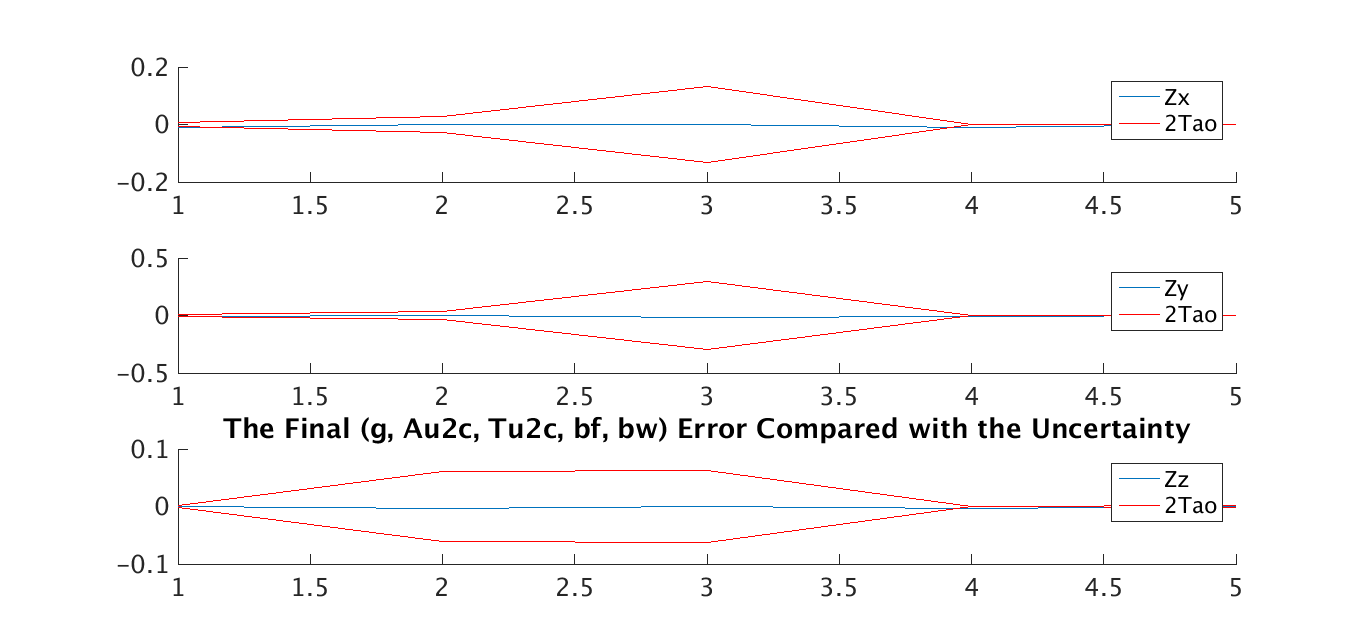 0.2
0
−0.2
1 1.5 2 2.5 3 3.5 4 4.5 5
Zx
2Tao
0.5
0
−0.5
1 1.5 2 2.5 3 3.5 4 4.5 5
Zy
2Tao
The Final (g, Au2c, Tu2c, bf, bw) Error Compared with the Uncertainty
0.1
0
−0.1
1 1.5 2 2.5 3 3.5 4 4.5 5
Zz
2Tao